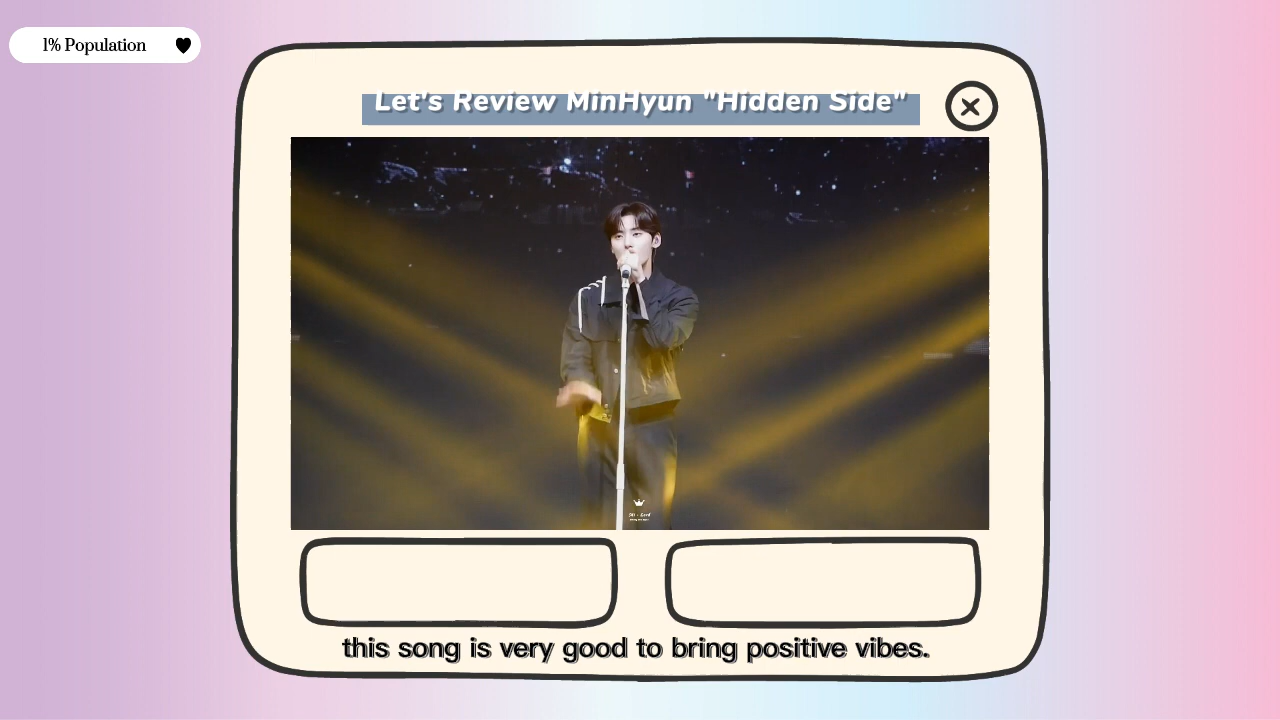 1% Population
Let's Review MinHyun "Hidden Side"
this song is very good to bring positive vibes.